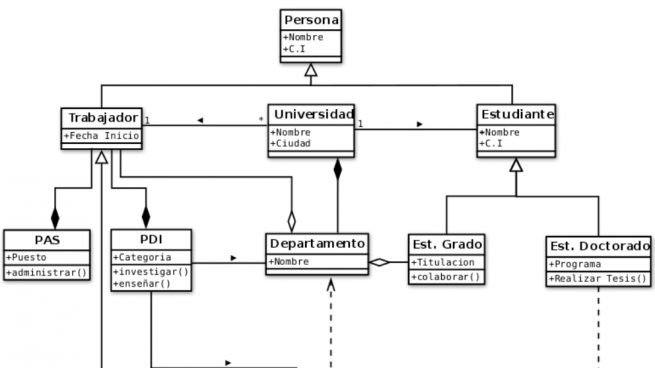 Persona
+Nombre
+C.I
Trabajador
+Fecha Inicio
1
*
Universidad
+Nombre
+Ciudad
1
Estudiante
+Nombre
+C.I
PAS
+Puesto
+administrar()
PDI
+Categoria
+investigar()
+enseñar()
Departamento
+Nombre
Est. Grado
+Titulacion
+colaborar()
Est. Doctorado
+Programa
+Realizar Tesis()